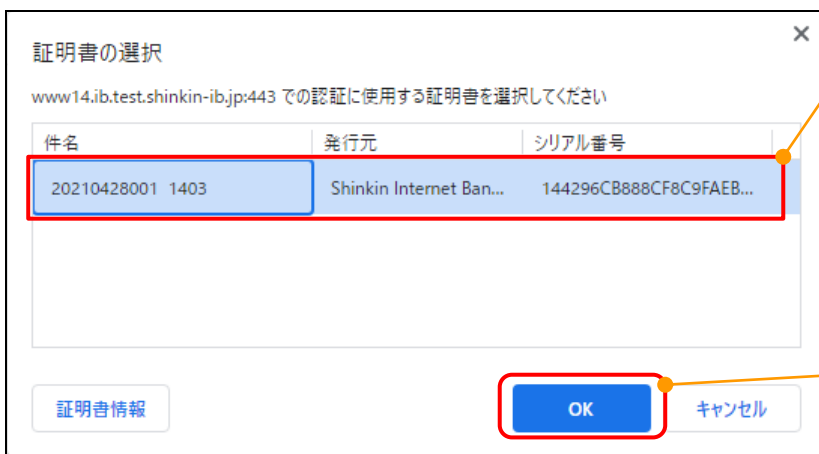 証明書の選択
www14.ib.test.shinkin-ib.jp:443 での認証に使用する証明書を選択してください
件名 発行元 シリアル番号
20210428001 1403 Shinkin Internet Ban... 144296CB888CF8C9FAEB...
証明書情報 OK キャンセル